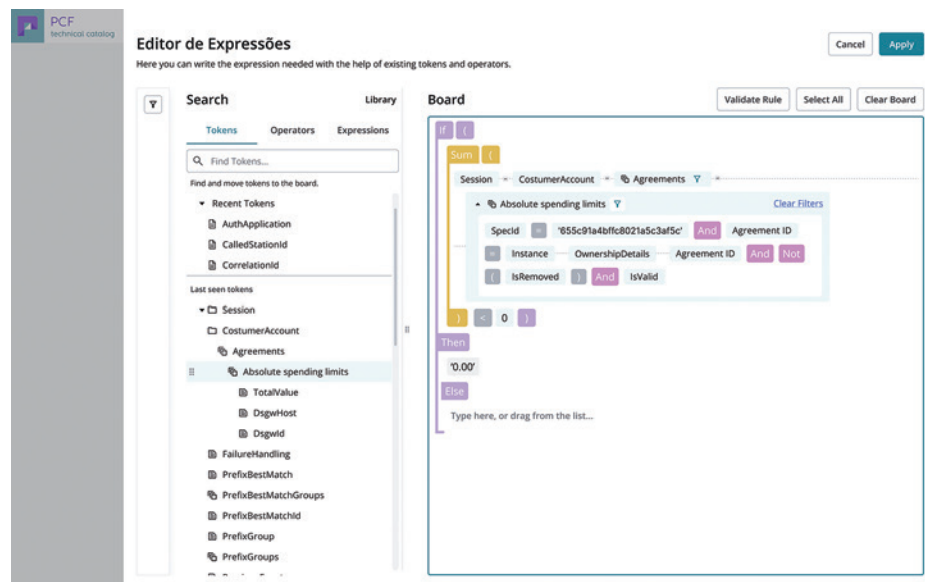 PCF
technical catalog
Editor de Expressões
Here you can write the expression needed with the help of existing tokens and operators.
Cancel
Apply
Search
Library
Tokens
Operators
Expressions
Find Tokens...
Find and move tokens to the board.
Recent Tokens
AuthApplication
CalledStationId
CorrelationId
Last seen tokens
Session
CostumerAccount
Agreements
Absolute spending limits
TotalValue
DsgwHost
DsgwId
FailureHandling
PrefixBestMatch
PrefixBestMatchGroups
PrefixBestMatchId
PrefixGroup
PrefixGroups
Board
Validate Rule
Select All
Clear Board
If (
Sum (
Session CostumerAccount Agreements
Absolute spending limits
Clear Filters
SpecId = '655c91a4bffc8021a5c3af5c' And Agreement ID
= Instance OwnershipDetails Agreement ID And Not
( IsRemoved ) And IsValid
) < 0 )
Then
'0.00'
Else
Type here, or drag from the list...